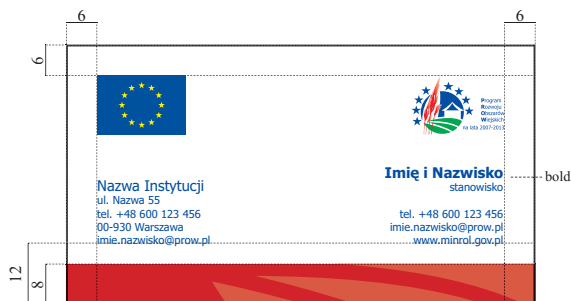 6
6
6
Program
Rozwoju
Obszarów
Wiejskich
na lata 2007-2013
Imię i Nazwisko
stanowisko
bold
Nazwa Instytucji
ul. Nazwa 55
tel. +48 600 123 456
00-930 Warszawa
imie.nazwisko@prow.pl
tel. +48 600 123 456
imie.nazwisko@prow.pl
www.minrol.gov.pl
12
8